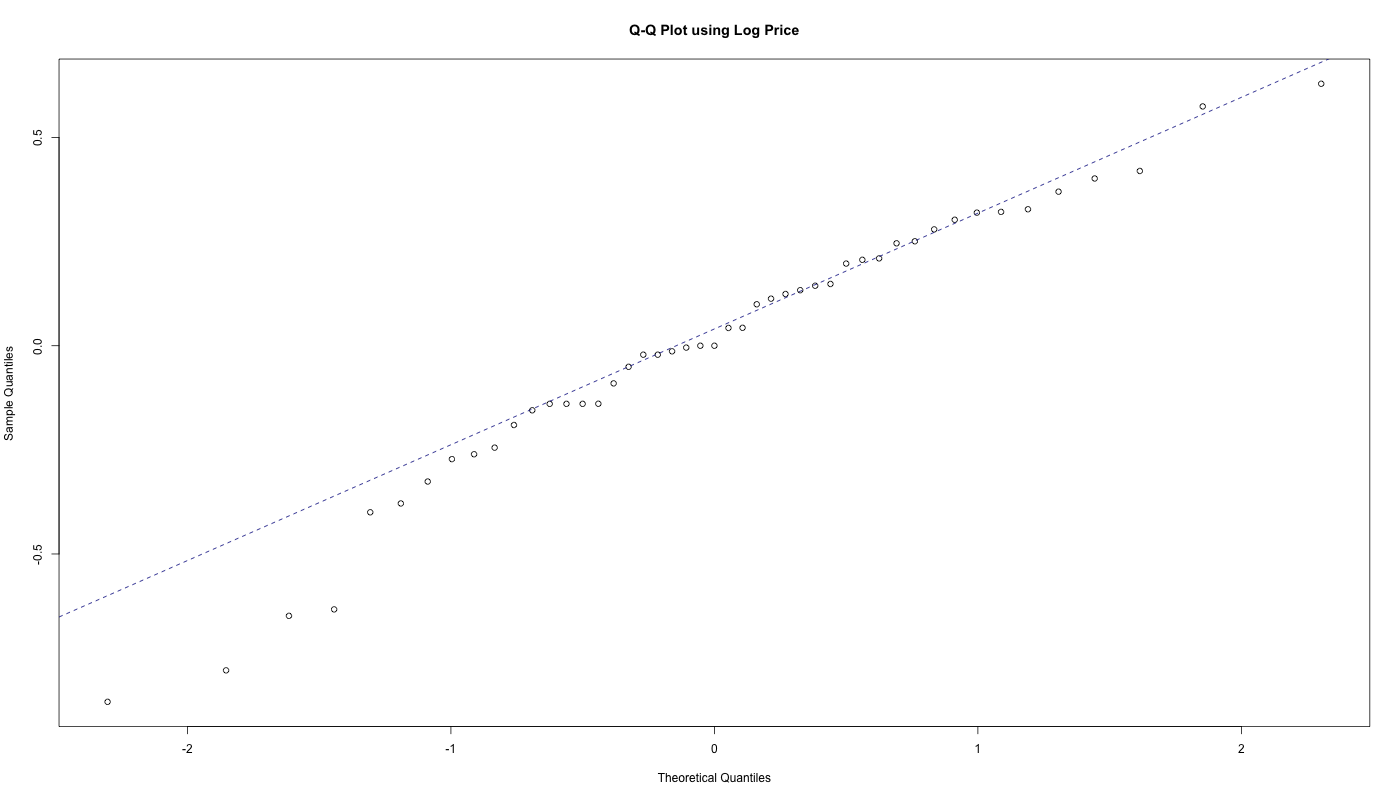 Q-Q Plot using Log Price
0.5
0.0
-0.5
Sample Quantiles
-2 -1 0 1 2
Theoretical Quantiles